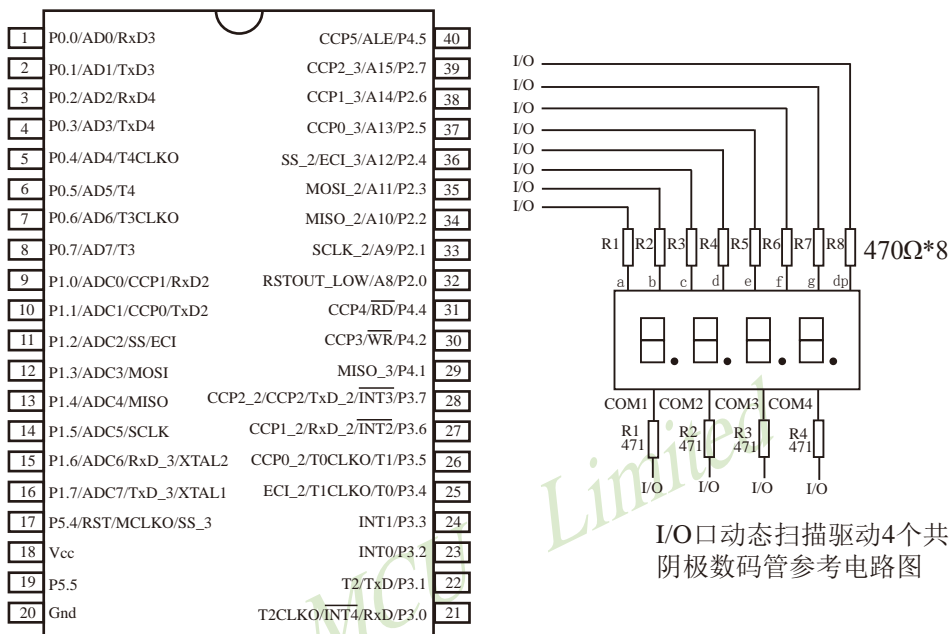 1 P0.0/AD0/RxD3 CCP5/ALE/P4.5 40
2 P0.1/AD1/TxD3 CCP2_3/A15/P2.7 39
3 P0.2/AD2/RxD4 CCP1_3/A14/P2.6 38
4 P0.3/AD3/TxD4 CCP0_3/A13/P2.5 37
5 P0.4/AD4/T4CLKO SS_2/ECI_3/A12/P2.4 36
6 P0.5/AD5/T4 MOSI_2/A11/P2.3 35
7 P0.6/AD6/T3CLKO MISO_2/A10/P2.2 34
8 P0.7/AD7/T3 SCLK_2/A9/P2.1 33
9 P1.0/ADC0/CCP1/RxD2 RSTOUT_LOW/A8/P2.0 32
10 P1.1/ADC1/CCP0/TxD2 CCP4/RD/P4.4 31
11 P1.2/ADC2/SS/ECI CCP3/WR/P4.2 30
12 P1.3/ADC3/MOSI MISO_3/P4.1 29
13 P1.4/ADC4/MISO CCP2_2/CCP2/TxD_2/INT3/P3.7 28
14 P1.5/ADC5/SCLK CCP1_2/RxD_2/INT2/P3.6 27
15 P1.6/ADC6/RxD_3/XTAL2 CCP0_2/T0CLKO/T1/P3.5 26
16 P1.7/ADC7/TxD_3/XTAL1 ECI_2/T1CLKO/T0/P3.4 25
17 P5.4/RST/MCLKO/SS_3 INT1/P3.3 24
18 Vcc INT0/P3.2 23
19 P5.5 T2/TxD/P3.1 22
20 Gnd T2CLKO/INT4/RxD/P3.0 21
I/O
I/O
I/O
I/O
I/O
I/O
I/O
I/O
R1 R2 R3 R4 R5 R6 R7 R8 470Ω*8
a b c d e f g dp
COM1 COM2 COM3 COM4
R1 R2 R3 R4
471 471 471 471
I/O I/O I/O I/O
I/O口动态扫描驱动4个共
阴极数码管参考电路图
MCU Limited